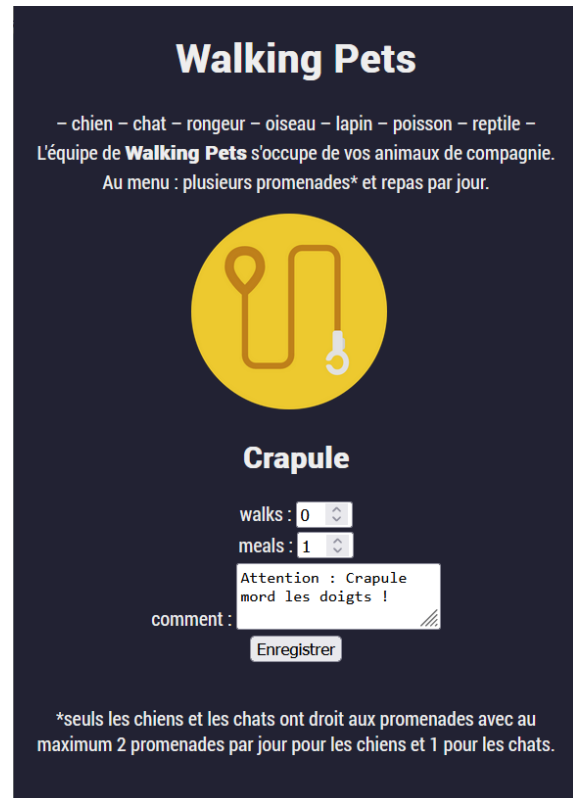 Walking Pets
– chien – chat – rongeur – oiseau – lapin – poisson – reptile –
L'équipe de Walking Pets s'occupe de vos animaux de compagnie.
Au menu : plusieurs promenades* et repas par jour.
Crapule
walks : 0
meals : 1
Attention : Crapule
mord les doigts !
comment :
Enregistrer
*seuls les chiens et les chats ont droit aux promenades avec au
maximum 2 promenades par jour pour les chiens et 1 pour les chats.